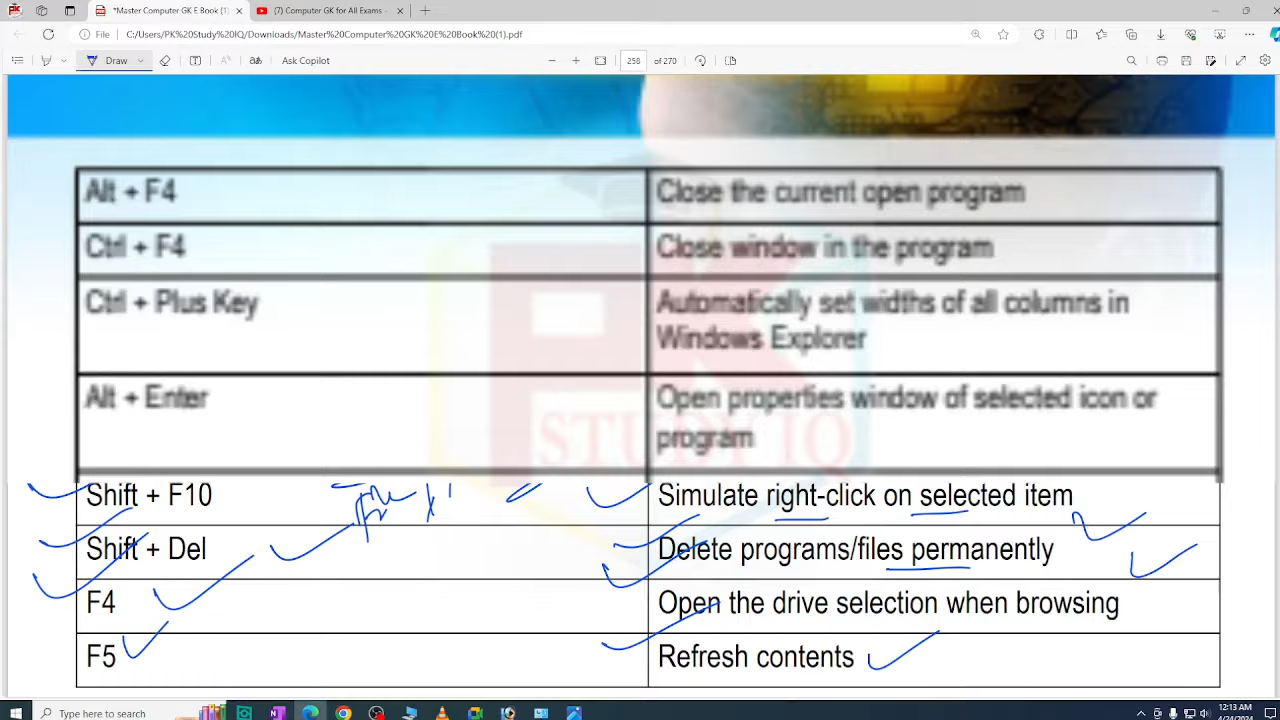 *Master Computer GK E Book (1)
(7) Computer GK for All Exams -
File
C:/Users/PK%20Study%20IQ/Downloads/Master%20Computer%20GK%20E%20Book%20(1).pdf
Draw
Ask Copilot
258 of 270
Alt + F4 Close the current open program
Ctrl + F4 Close window in the program
Ctrl + Plus Key Automatically set widths of all columns in
Windows Explorer
Alt + Enter Open properties window of selected icon or
program
STUDY IQ
Shift + F10 Simulate right-click on selected item
Shift + Del Delete programs/files permanently
F4 Open the drive selection when browsing
F5 Refresh contents
Type here to search
12:13 AM
4/24/2024